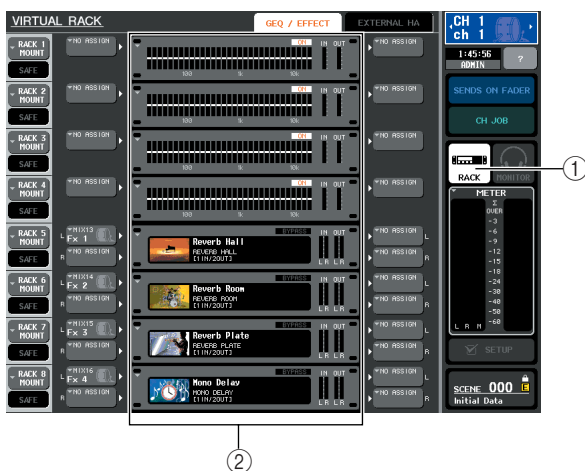 VIRTUAL RACK
GEQ / EFFECT
EXTERNAL HA
CH 1
ch 1
1:45:56
ADMIN
?
SENDS ON FADER
CH JOB
RACK
MONITOR
METER
Σ
OVER
-3
-6
-9
-12
-15
-18
-24
-30
-40
-50
-60
L R M
SETUP
SCENE 000 E
Initial Data
RACK 1
MOUNT
SAFE
NO ASSIGN
ON
IN OUT
100 1k 10k
NO ASSIGN
RACK 2
MOUNT
SAFE
NO ASSIGN
ON
IN OUT
100 1k 10k
NO ASSIGN
RACK 3
MOUNT
SAFE
NO ASSIGN
ON
IN OUT
100 1k 10k
NO ASSIGN
RACK 4
MOUNT
SAFE
NO ASSIGN
ON
IN OUT
100 1k 10k
NO ASSIGN
RACK 5
MOUNT
SAFE
L MIX13
Fx 1
R NO ASSIGN
Reverb Hall
REVERB HALL
[1IN/2OUT]
BYPASS
IN OUT
L R L R
NO ASSIGN L
NO ASSIGN R
RACK 6
MOUNT
SAFE
L MIX14
Fx 2
R NO ASSIGN
Reverb Room
REVERB ROOM
[1IN/2OUT]
BYPASS
IN OUT
L R L R
NO ASSIGN L
NO ASSIGN R
RACK 7
MOUNT
SAFE
L MIX15
Fx 3
R NO ASSIGN
Reverb Plate
REVERB PLATE
[1IN/2OUT]
BYPASS
IN OUT
L R L R
NO ASSIGN L
NO ASSIGN R
RACK 8
MOUNT
SAFE
L MIX16
Fx 4
R NO ASSIGN
Mono Delay
MONO DELAY
[1IN/2OUT]
BYPASS
IN OUT
L R L R
NO ASSIGN L
NO ASSIGN R
①
②